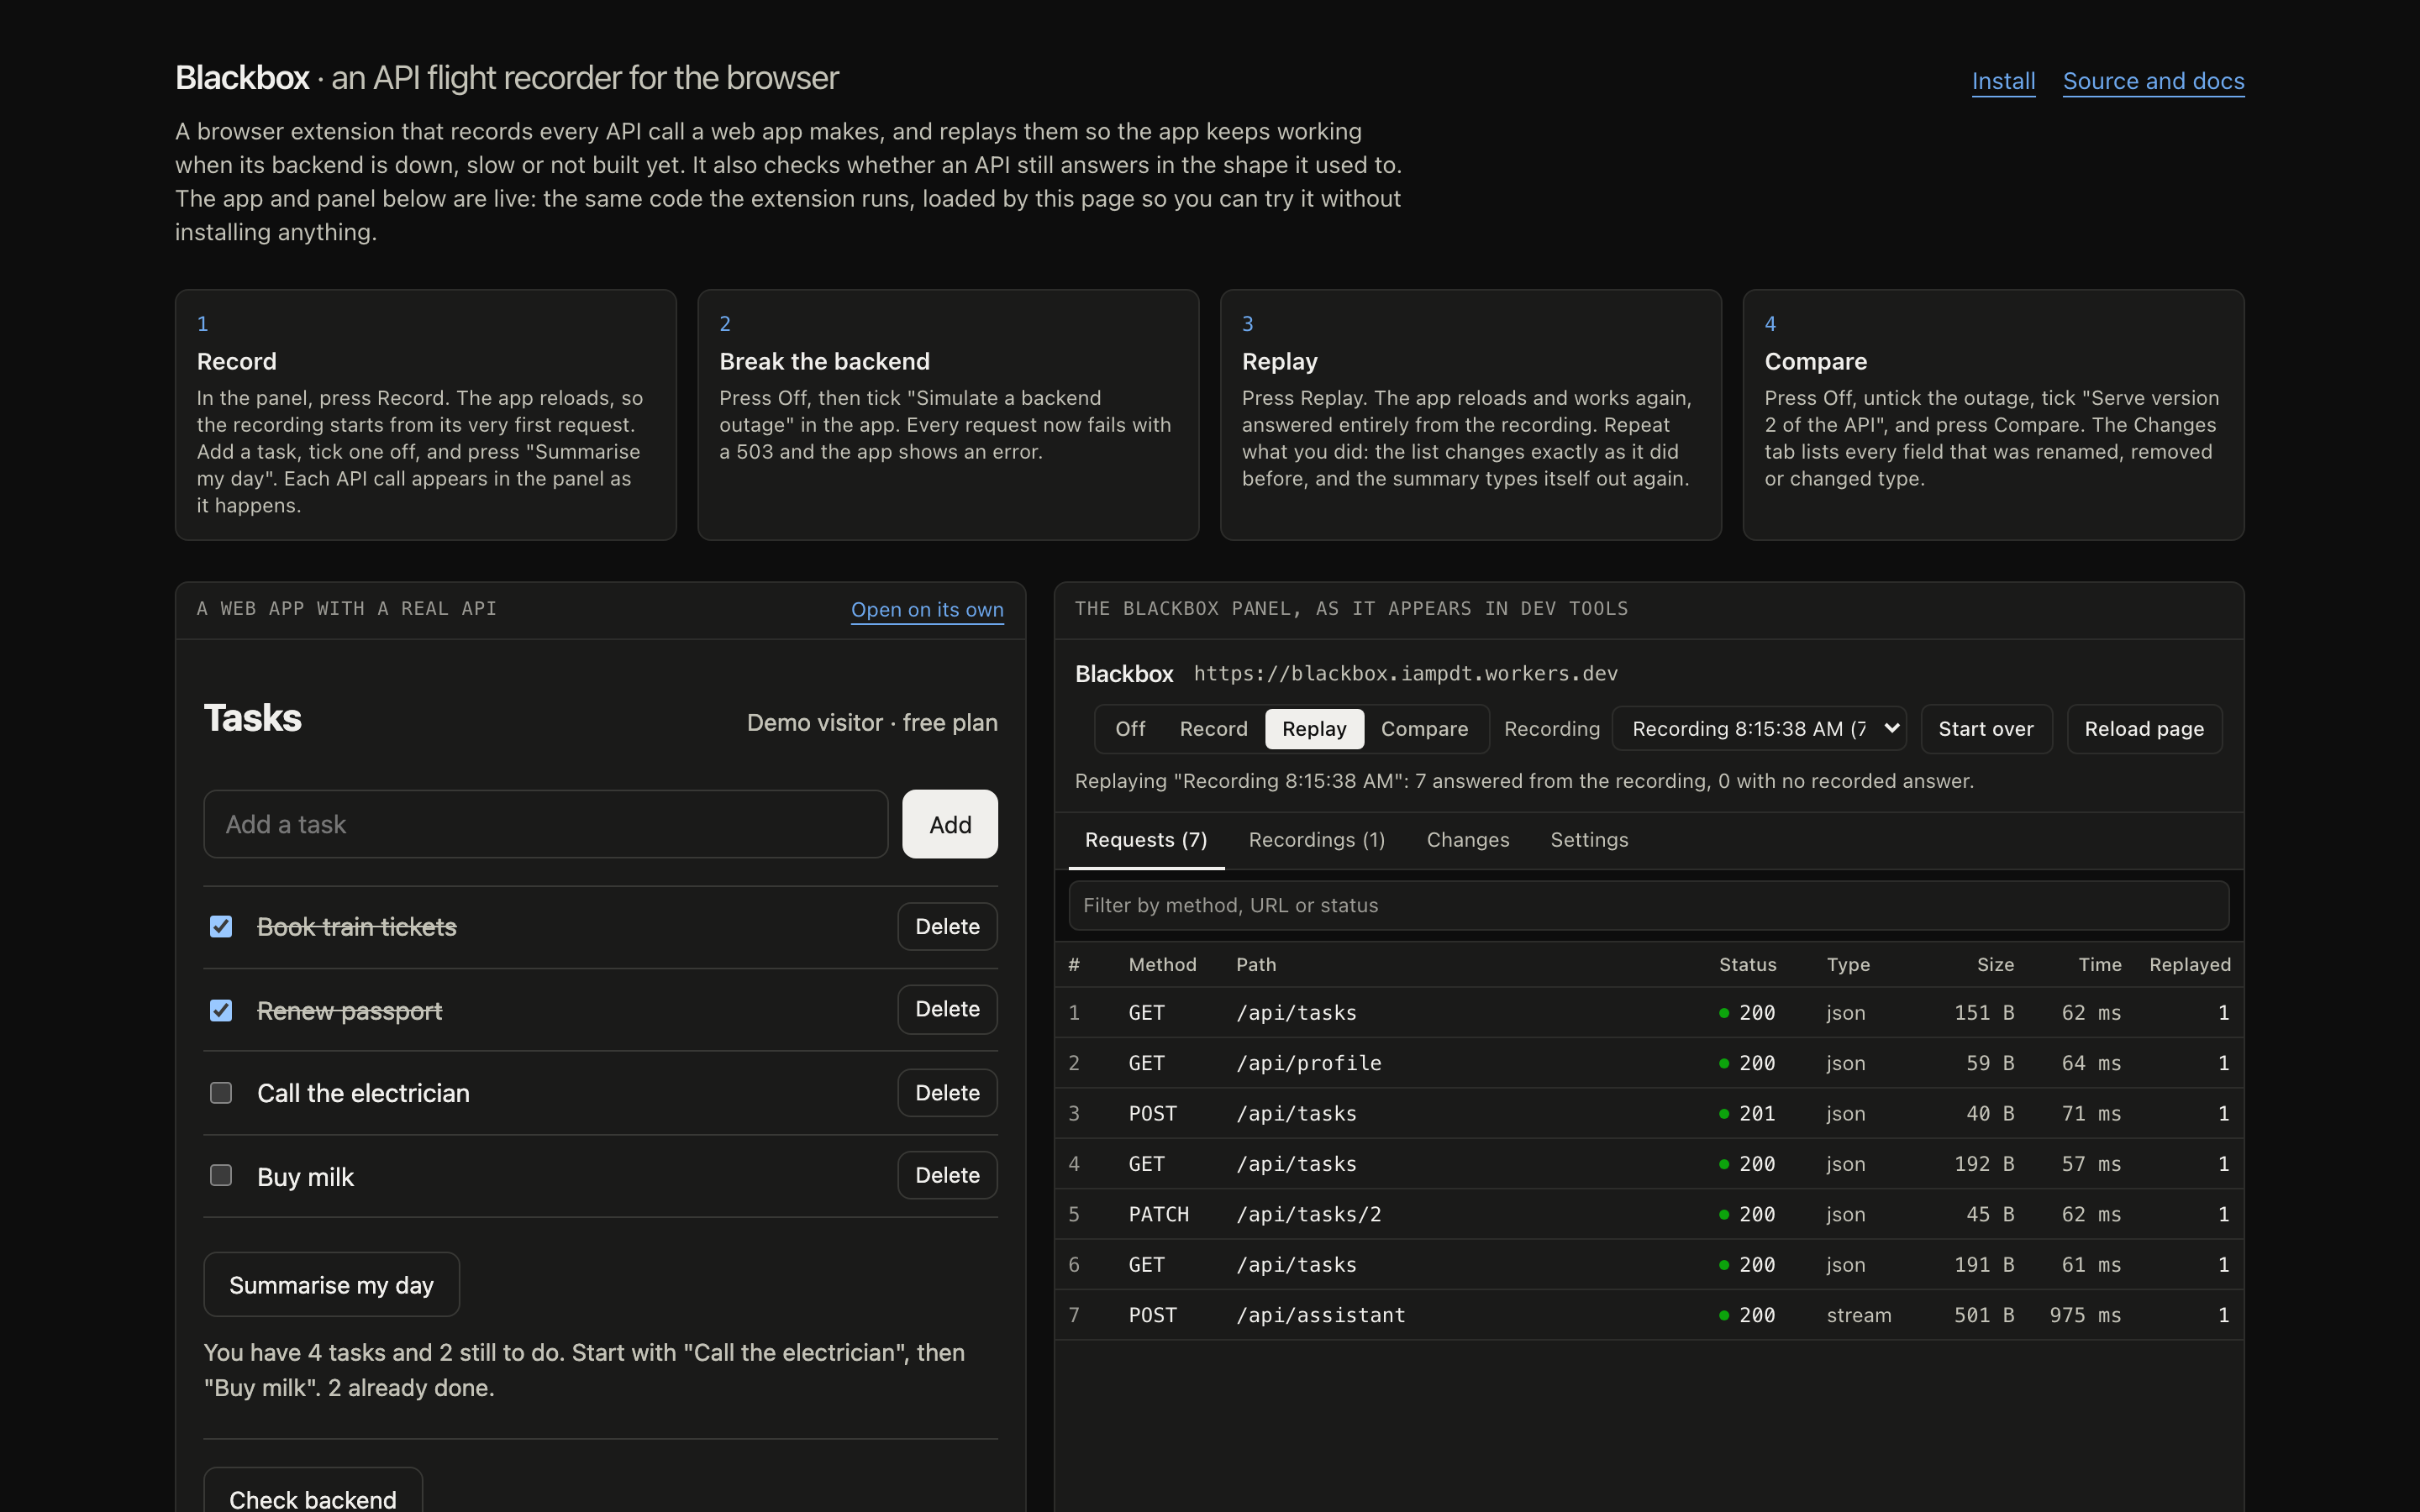 Blackbox · an API flight recorder for the browser
Install Source and docs
A browser extension that records every API call a web app makes, and replays them so the app keeps working
when its backend is down, slow or not built yet. It also checks whether an API still answers in the shape it used to.
The app and panel below are live: the same code the extension runs, loaded by this page so you can try it without
installing anything.
1
Record
In the panel, press Record. The app reloads, so
the recording starts from its very first request.
Add a task, tick one off, and press "Summarise
my day". Each API call appears in the panel as
it happens.
2
Break the backend
Press Off, then tick "Simulate a backend
outage" in the app. Every request now fails with
a 503 and the app shows an error.
3
Replay
Press Replay. The app reloads and works again,
answered entirely from the recording. Repeat
what you did: the list changes exactly as it did
before, and the summary types itself out again.
4
Compare
Press Off, untick the outage, tick "Serve version
2 of the API", and press Compare. The Changes
tab lists every field that was renamed, removed
or changed type.
A WEB APP WITH A REAL API Open on its own
Tasks Demo visitor · free plan
Add a task Add
Book train tickets Delete
Renew passport Delete
Call the electrician Delete
Buy milk Delete
Summarise my day
You have 4 tasks and 2 still to do. Start with "Call the electrician", then
"Buy milk". 2 already done.
Check backend
THE BLACKBOX PANEL, AS IT APPEARS IN DEV TOOLS
Blackbox https://blackbox.iampdt.workers.dev
Off Record Replay Compare Recording Recording 8:15:38 AM (7 Start over Reload page
Replaying "Recording 8:15:38 AM": 7 answered from the recording, 0 with no recorded answer.
Requests (7) Recordings (1) Changes Settings
Filter by method, URL or status
# Method Path Status Type Size Time Replayed
1 GET /api/tasks 200 json 151 B 62 ms 1
2 GET /api/profile 200 json 59 B 64 ms 1
3 POST /api/tasks 201 json 40 B 71 ms 1
4 GET /api/tasks 200 json 192 B 57 ms 1
5 PATCH /api/tasks/2 200 json 45 B 62 ms 1
6 GET /api/tasks 200 json 191 B 61 ms 1
7 POST /api/assistant 200 stream 501 B 975 ms 1